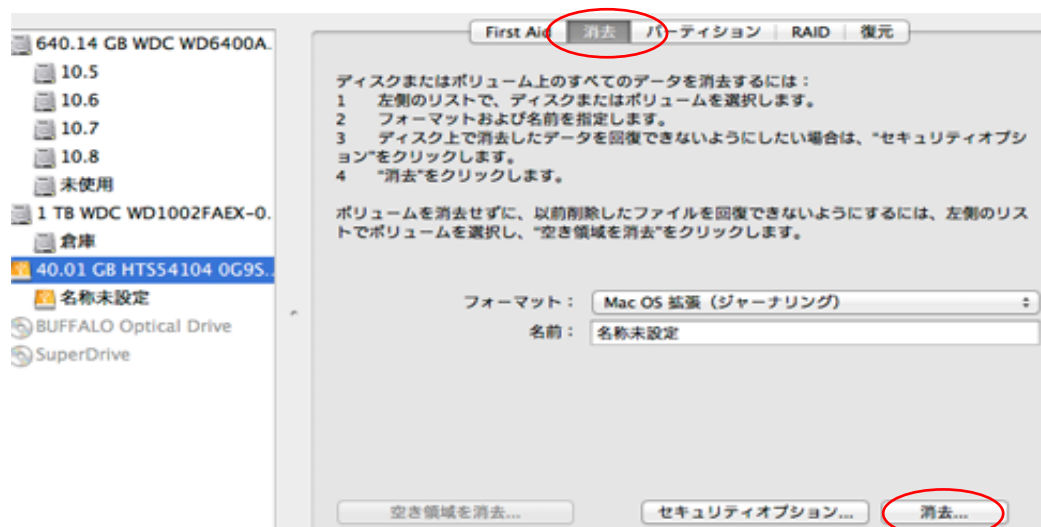 640.14 GB WDC WD6400A.
10.5
10.6
10.7
10.8
未使用
1 TB WDC WD1002FAEX-0.
倉庫
40.01 GB HTS54104 0G9S..
名称未設定
BUFFALO Optical Drive
SuperDrive
First Aid 消去 パーティション RAID 復元
ディスクまたはボリューム上のすべてのデータを消去するには：
1 左側のリストで、ディスクまたはボリュームを選択します。
2 フォーマットおよび名前を指定します。
3 ディスク上で消去したデータを回復できないようにしたい場合は、“セキュリティオプシ
ョン”をクリックします。
4 “消去”をクリックします。
ボリュームを消去せずに、以前削除したファイルを回復できないようにするには、左側のリス
トでボリュームを選択し、“空き領域を消去”をクリックします。
フォーマット： Mac OS 拡張（ジャーナリング）
名前： 名称未設定
空き領域を消去... セキュリティオプション... 消去...